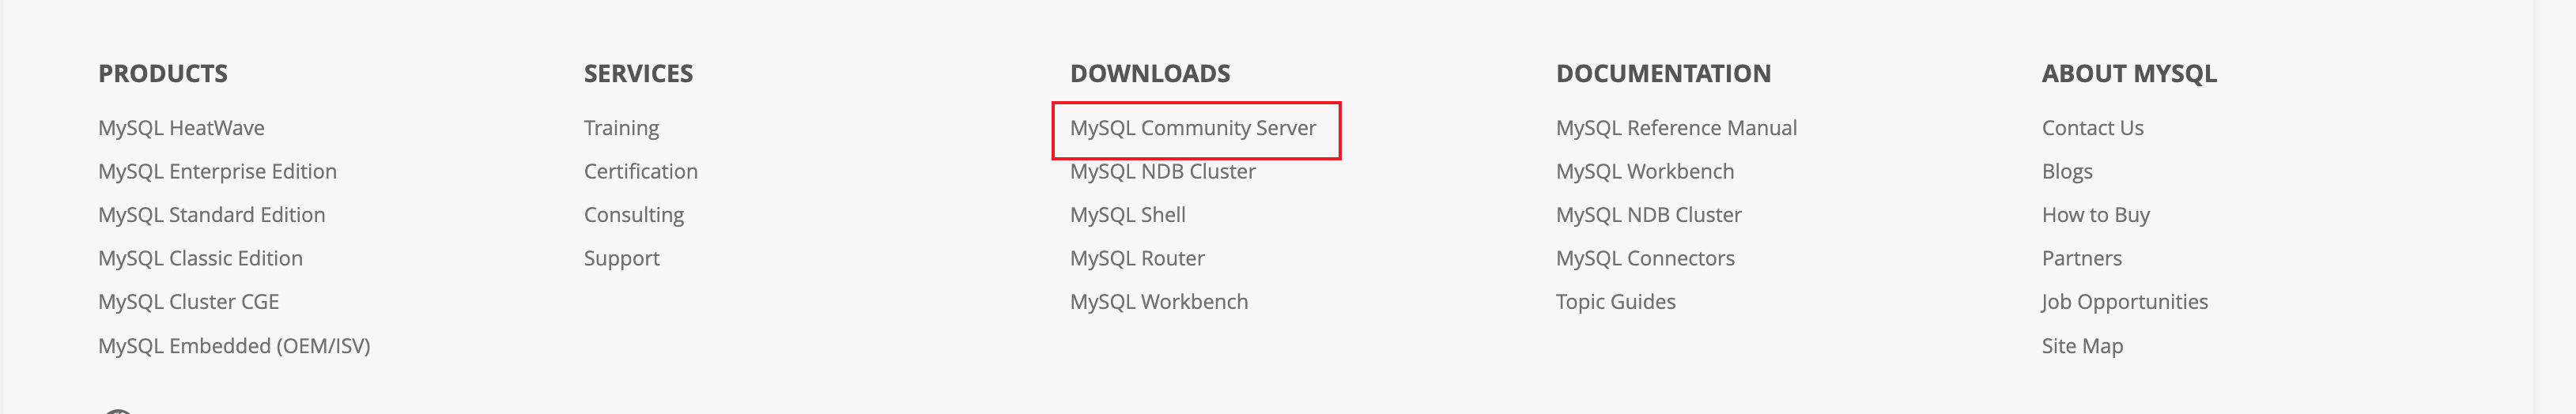 PRODUCTS
MySQL HeatWave
MySQL Enterprise Edition
MySQL Standard Edition
MySQL Classic Edition
MySQL Cluster CGE
MySQL Embedded (OEM/ISV)
SERVICES
Training
Certification
Consulting
Support
DOWNLOADS
MySQL Community Server
MySQL NDB Cluster
MySQL Shell
MySQL Router
MySQL Workbench
DOCUMENTATION
MySQL Reference Manual
MySQL Workbench
MySQL NDB Cluster
MySQL Connectors
Topic Guides
ABOUT MYSQL
Contact Us
Blogs
How to Buy
Partners
Job Opportunities
Site Map